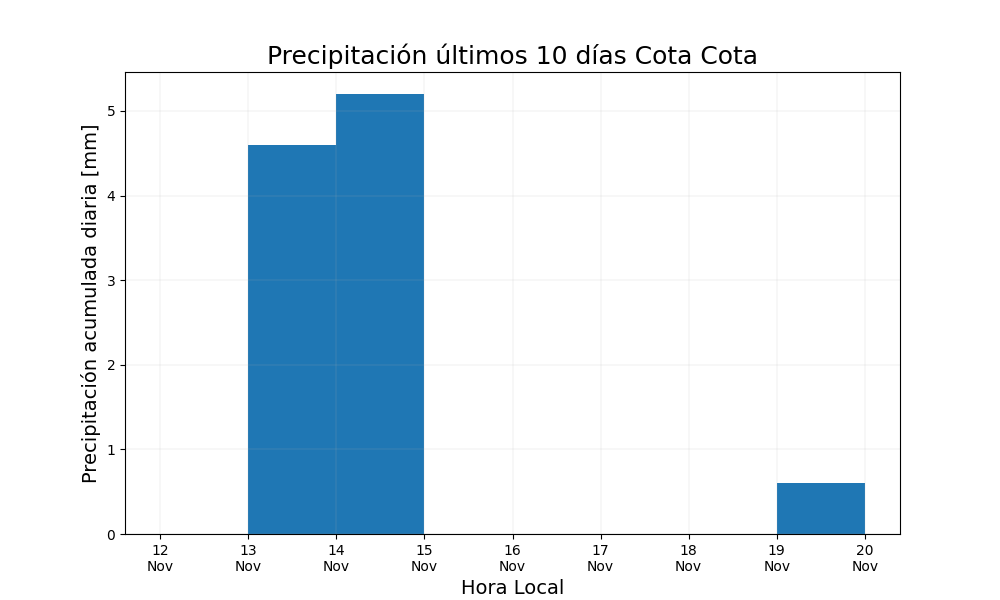 Precipitación últimos 10 días Cota Cota
Precipitación acumulada diaria [mm]
5
4
3
2
1
0
12 13 14 15 16 17 18 19 20
Nov Nov Nov Nov Nov Nov Nov Nov Nov
Hora Local